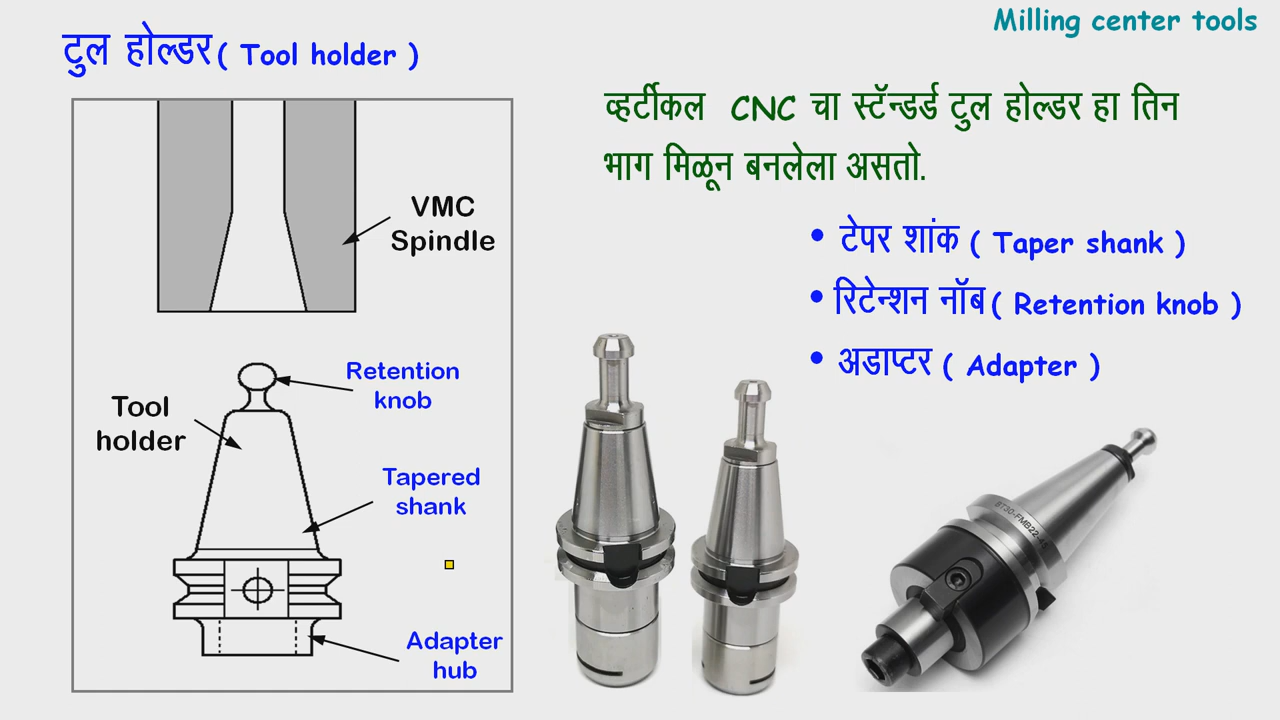 Milling center tools
टुल होल्डर ( Tool holder )
व्हर्टीकल CNC चा स्टॅन्डर्ड टुल होल्डर हा तिन
भाग मिळून बनलेला असतो.
• टेपर शांक ( Taper shank )
• रिटेन्शन नॉब ( Retention knob )
• अडाप्टर ( Adapter )
VMC
Spindle
Retention
knob
Tool
holder
Tapered
shank
Adapter
hub